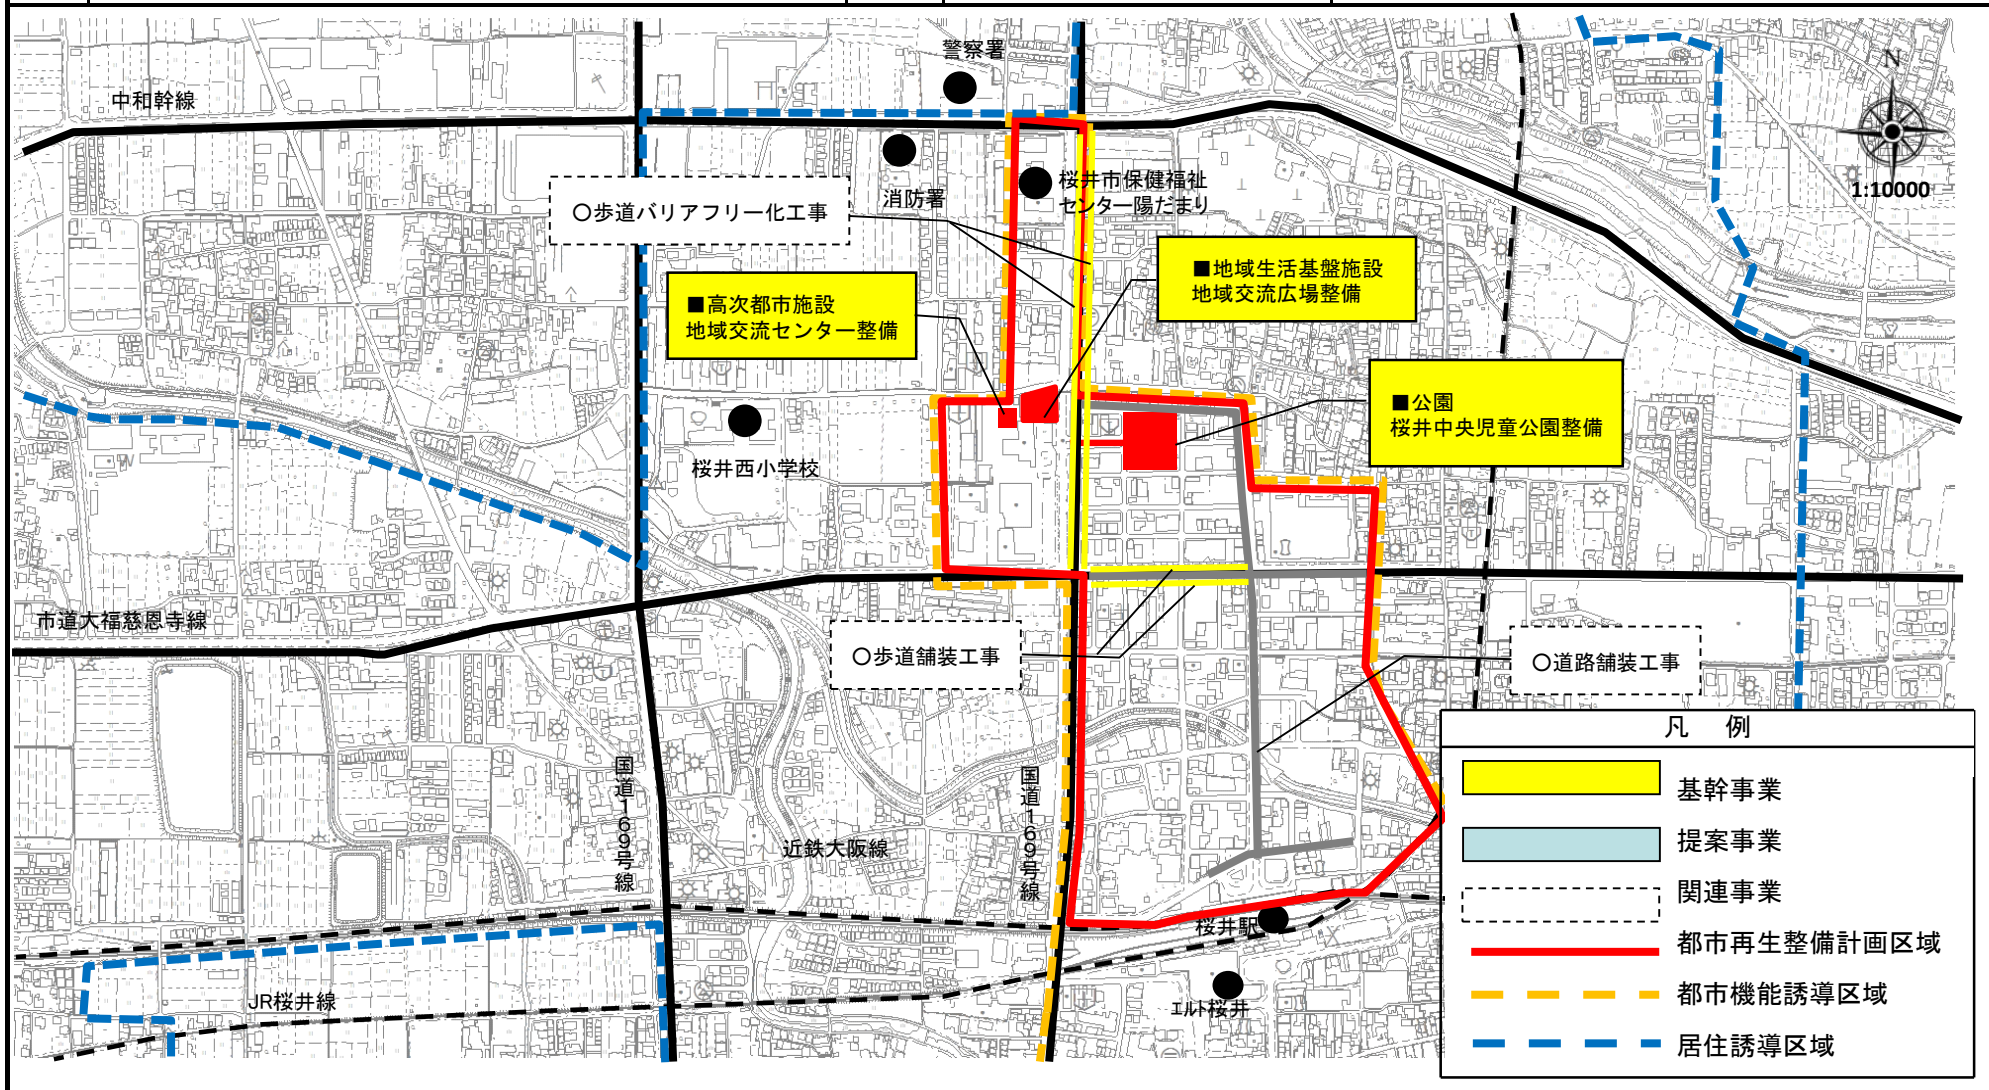 警察署
N
中和幹線
1:10000
桜井市保健福祉
センター陽だまり
消防署
○歩道バリアフリー化工事
■地域生活基盤施設
地域交流広場整備
■高次都市施設
地域交流センター整備
■公園
桜井中央児童公園整備
桜井西小学校
市道大福慈恩寺線
○歩道舗装工事
○道路舗装工事
国道169号線
国道169号線
近鉄大阪線
桜井駅
JR桜井線
エルト桜井
凡 例
基幹事業
提案事業
関連事業
都市再生整備計画区域
都市機能誘導区域
居住誘導区域